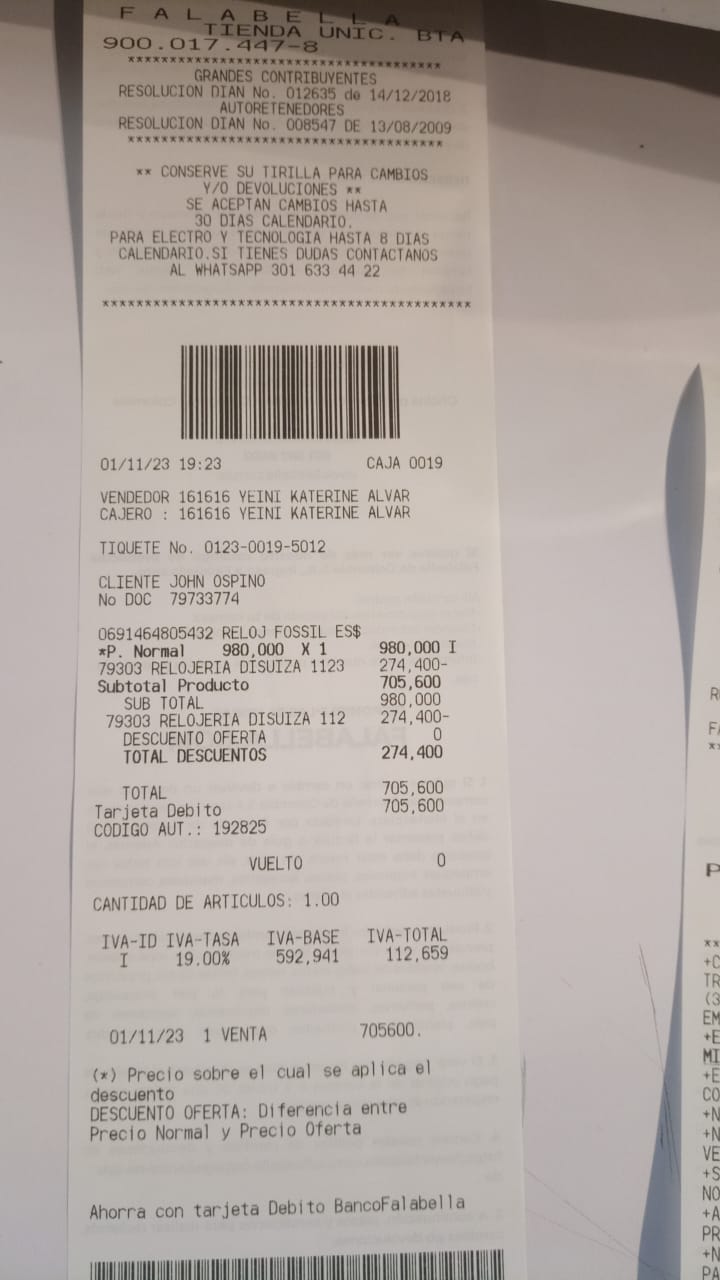 F A L A B E L L A
TIENDA UNIC. BTA
900.017.447-8
****************************************
GRANDES CONTRIBUYENTES
RESOLUCION DIAN No. 012635 de 14/12/2018
AUTORETENEDORES
RESOLUCION DIAN No. 008547 DE 13/08/2009
****************************************
** CONSERVE SU TIRILLA PARA CAMBIOS
Y/O DEVOLUCIONES **
SE ACEPTAN CAMBIOS HASTA
30 DIAS CALENDARIO.
PARA ELECTRO Y TECNOLOGIA HASTA 8 DIAS
CALENDARIO.SI TIENES DUDAS CONTACTANOS
AL WHATSAPP 301 633 44 22
***********************************************
01/11/23 19:23 CAJA 0019
VENDEDOR 161616 YEINI KATERINE ALVAR
CAJERO : 161616 YEINI KATERINE ALVAR
TIQUETE No. 0123-0019-5012
CLIENTE JOHN OSPINO
No DOC 79733774
0691464805432 RELOJ FOSSIL ES$
*P. Normal 980,000 X 1 980,000 I
79303 RELOJERIA DISUIZA 1123 274,400-
Subtotal Producto 705,600
SUB TOTAL 980,000
79303 RELOJERIA DISUIZA 112 274,400-
DESCUENTO OFERTA 0
TOTAL DESCUENTOS 274,400
TOTAL 705,600
Tarjeta Debito 705,600
CODIGO AUT.: 192825
VUELTO 0
CANTIDAD DE ARTICULOS: 1.00
IVA-ID IVA-TASA IVA-BASE IVA-TOTAL
I 19.00% 592,941 112,659
01/11/23 1 VENTA 705600.
(*) Precio sobre el cual se aplica el
descuento
DESCUENTO OFERTA: Diferencia entre
Precio Normal y Precio Oferta
Ahorra con tarjeta Debito BancoFalabella